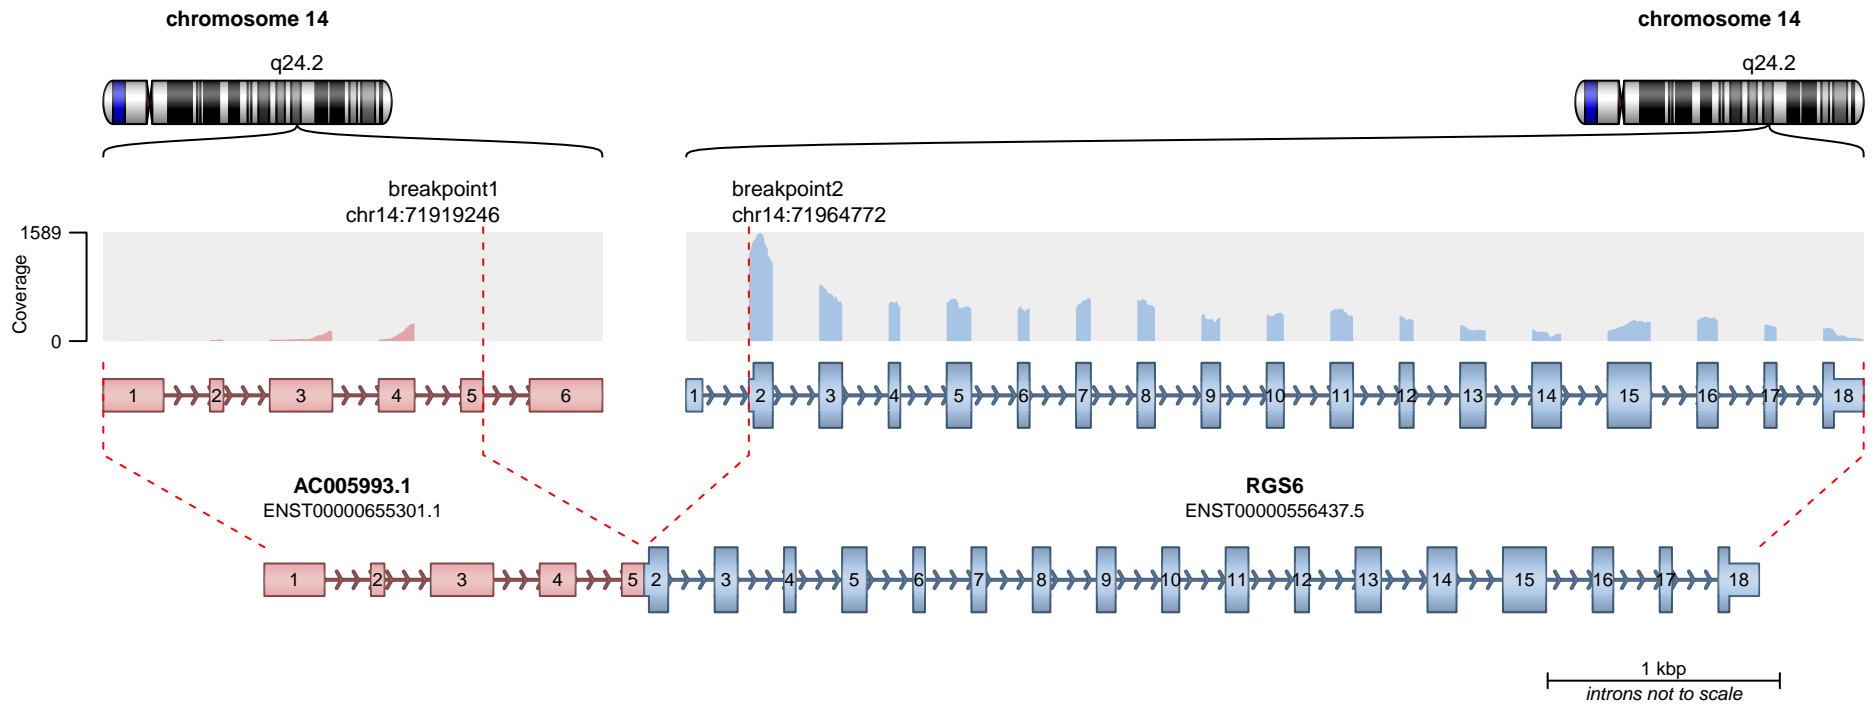 chromosome 14
chromosome 14
q24.2
q24.2
breakpoint1
chr14:71919246
breakpoint2
chr14:71964772
1589
0
Coverage
1 2 3 4 5 6
1 2 3 4 5 6 7 8 9 10 11 12 13 14 15 16 17 18
AC005993.1
ENST00000655301.1
RGS6
ENST00000556437.5
1 2 3 4 5 2 3 4 5 6 7 8 9 10 11 12 13 14 15 16 17 18
1 kbp
introns not to scale